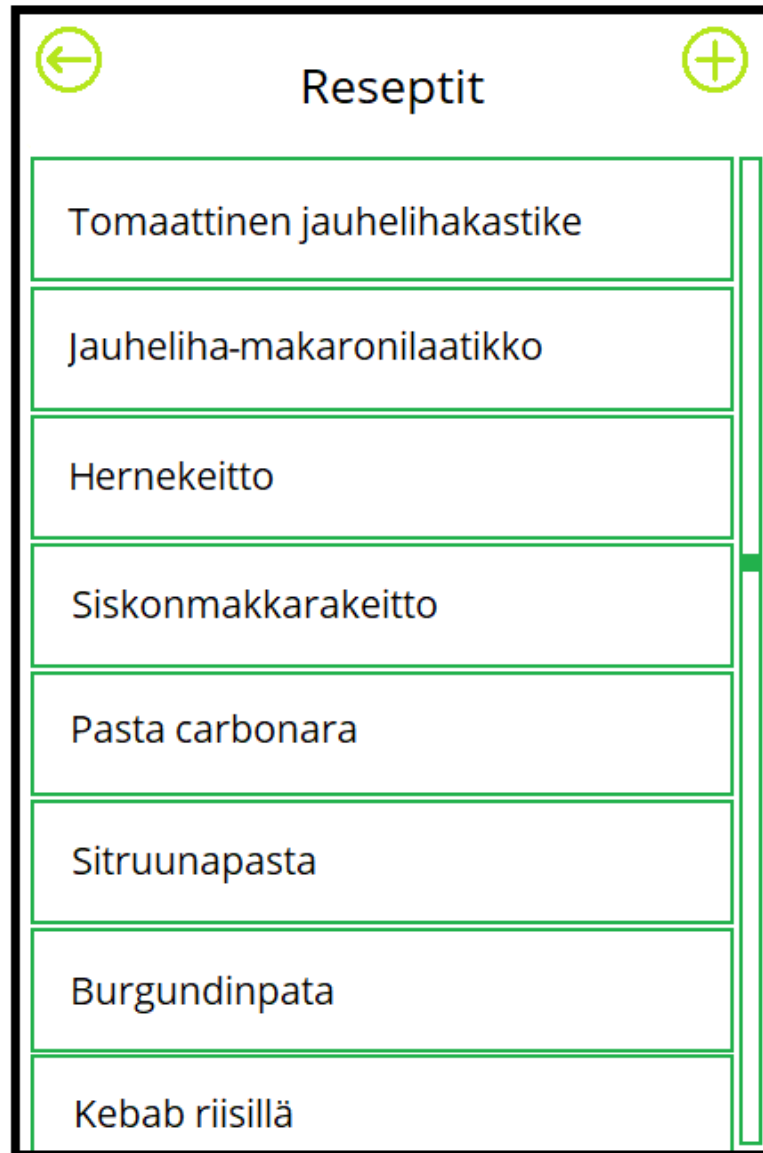 Reseptit
Tomaattinen jauhelihakastike
Jauheliha-makaronilaatikko
Hernekeitto
Siskonmakkarakeitto
Pasta carbonara
Sitruunapasta
Burgundinpata
Kebab riisillä